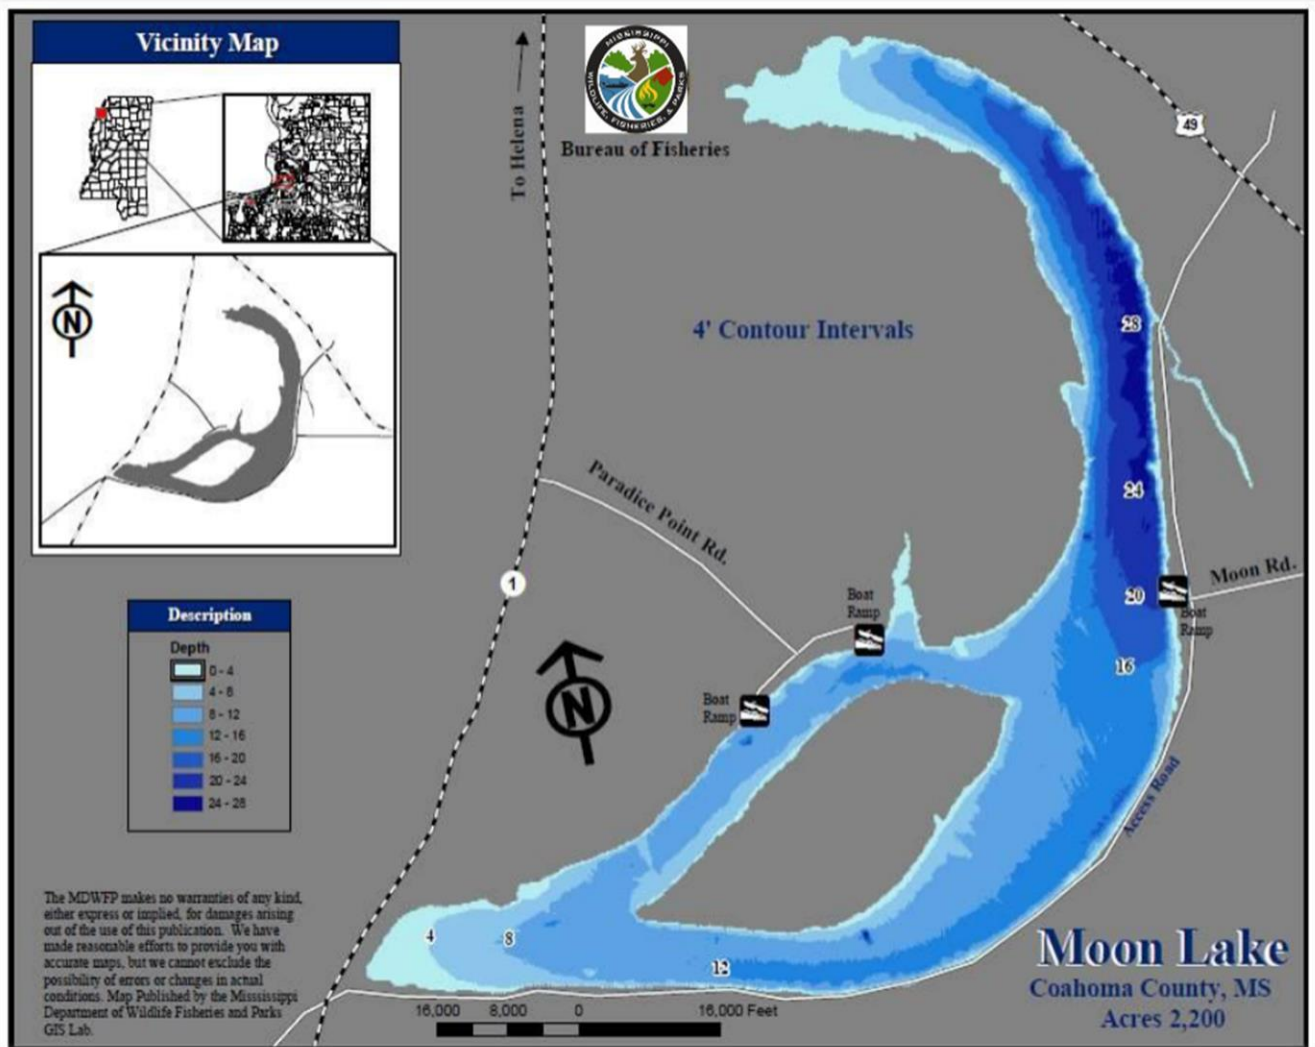 Vicinity Map
N
To Helena
MISSISSIPPI
WILDLIFE, FISHERIES, & PARKS
Bureau of Fisheries
49
4' Contour Intervals
28
24
20
16
Paradice Point Rd.
1
Moon Rd.
Boat
Ramp
Boat
Ramp
Boat
Ramp
N
Access Road
Description
Depth
0 - 4
4 - 8
8 - 12
12 - 16
16 - 20
20 - 24
24 - 28
4
8
12
The MDWFP makes no warranties of any kind,
either express or implied, for damages arising
out of the use of this publication. We have
made reasonable efforts to provide you with
accurate maps, but we cannot exclude the
possibility of errors or changes in actual
conditions. Map Published by the Misssissippi
Department of Wildlife Fisheries and Parks
GIS Lab.
16,000 8,000 0 16,000 Feet
Moon Lake
Coahoma County, MS
Acres 2,200